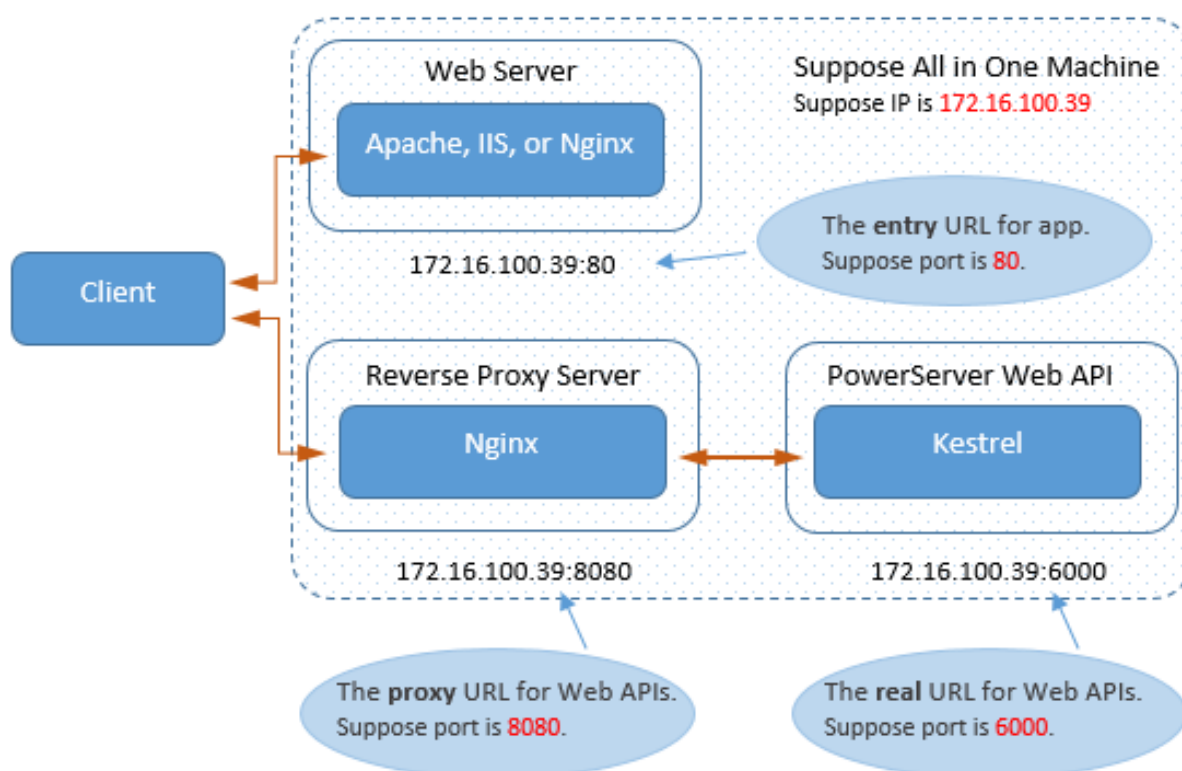 Web Server
Apache, IIS, or Nginx
172.16.100.39:80
Suppose All in One Machine
Suppose IP is 172.16.100.39
The entry URL for app.
Suppose port is 80.
Client
Reverse Proxy Server
Nginx
172.16.100.39:8080
PowerServer Web API
Kestrel
172.16.100.39:6000
The proxy URL for Web APIs.
Suppose port is 8080.
The real URL for Web APIs.
Suppose port is 6000.